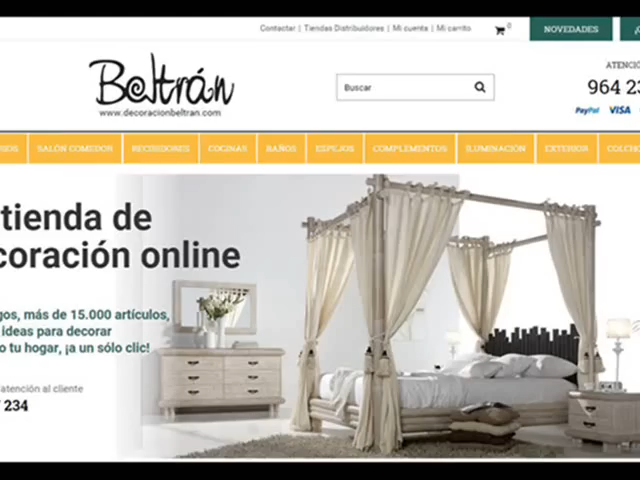 Contactar | Tiendas Distribuidores | Mi cuenta | Mi carrito
0
NOVEDADES
Beltrán
www.decoracionbeltran.com
Buscar
ATENCIÓ
964 23
PayPal VISA
SALÓN COMEDOR RECIBIDORES COCINAS BAÑOS ESPEJOS COMPLEMENTOS ILUMINACIÓN EXTERIOR COLCHO
tienda de
coración online
gos, más de 15.000 artículos,
ideas para decorar
o tu hogar, ¡a un sólo clic!
atención al cliente
234